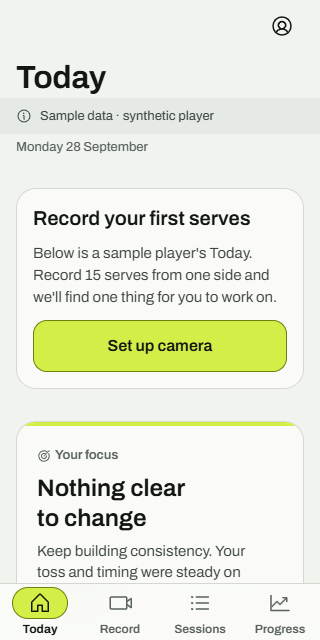 Today
Sample data · synthetic player
Monday 28 September
Record your first serves
Below is a sample player's Today.
Record 15 serves from one side and
we'll find one thing for you to work on.
Set up camera
Your focus
Nothing clear
to change
Keep building consistency. Your
toss and timing were steady on
Today
Record
Sessions
Progress